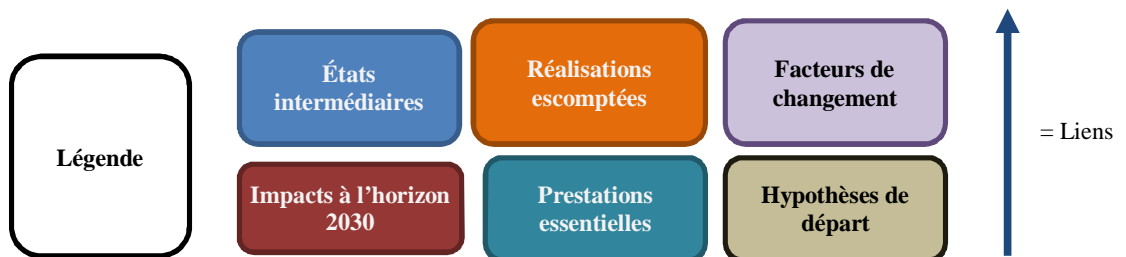 Légende
États
intermédiaires
Réalisations
escomptées
Facteurs de
changement
Impacts à l’horizon
2030
Prestations
essentielles
Hypothèses de
départ
= Liens